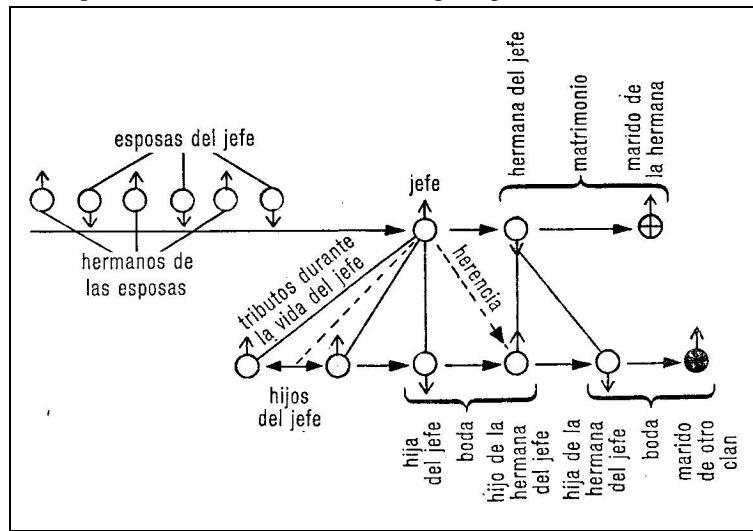 esposas del jefe
hermanos de
las esposas
jefe
hermana del jefe
matrimonio
marido de
la hermana
tributos durante
la vida del jefe
herencia
hijos
del jefe
hija
del jefe
boda
hijo de la
hermana
del jefe
hija de la
hermana
del jefe
boda
marido
de otro
clan